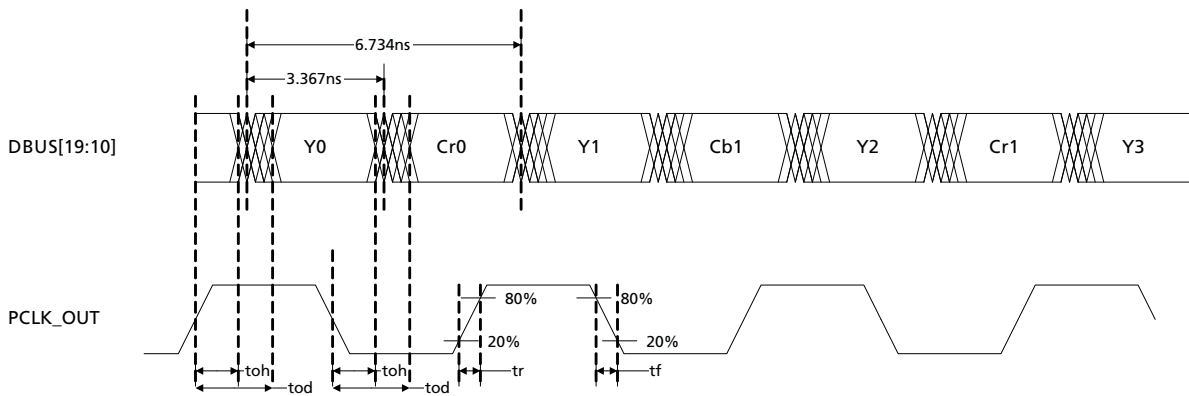 6.734ns
3.367ns
DBUS[19:10] Y0 Cr0 Y1 Cb1 Y2 Cr1 Y3
80% 80%
PCLK_OUT
20% 20%
toh toh tr tf
tod tod